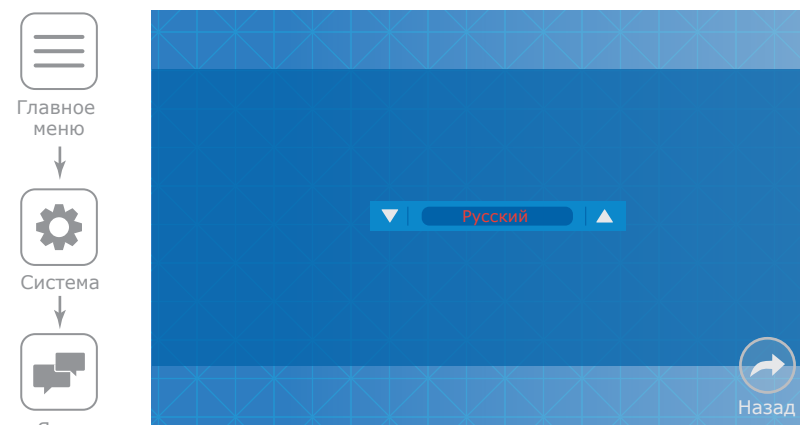 Главное
меню
Система
Русский
Назад